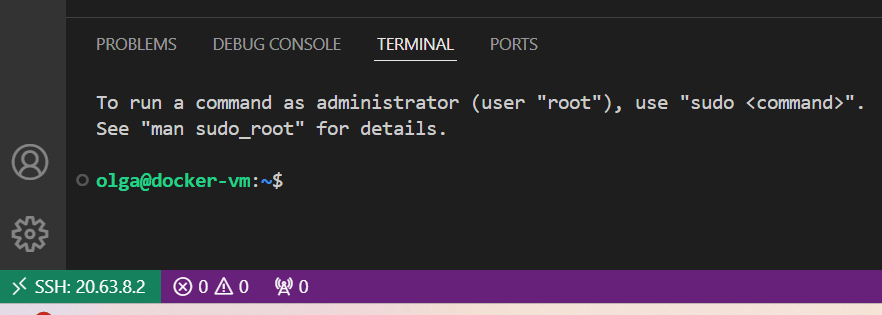 PROBLEMS DEBUG CONSOLE TERMINAL PORTS
To run a command as administrator (user "root"), use "sudo <command>".
See "man sudo_root" for details.
olga@docker-vm:~$
SSH: 20.63.8.2 0 0 0